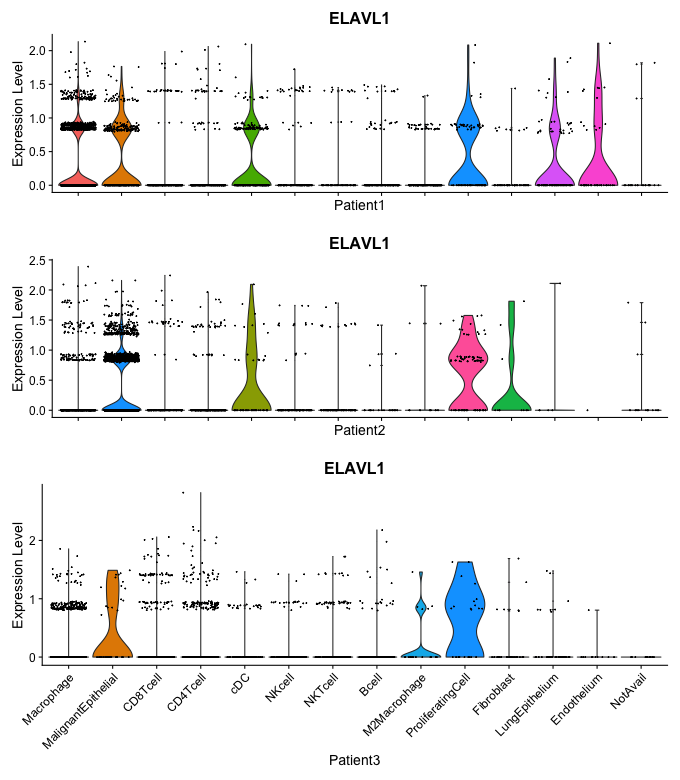 ELAVL1
Expression Level
2.0
1.5
1.0
0.5
0.0
Patient1
ELAVL1
Expression Level
2.5
2.0
1.5
1.0
0.5
0.0
Patient2
ELAVL1
Expression Level
2
1
0
Macrophage
MalignantEpithelial
CD8Tcell
CD4Tcell
cDC
NKcell
NKTcell
Bcell
M2Macrophage
ProliferatingCell
Fibroblast
LungEpithelium
Endothelium
NotAvail
Patient3